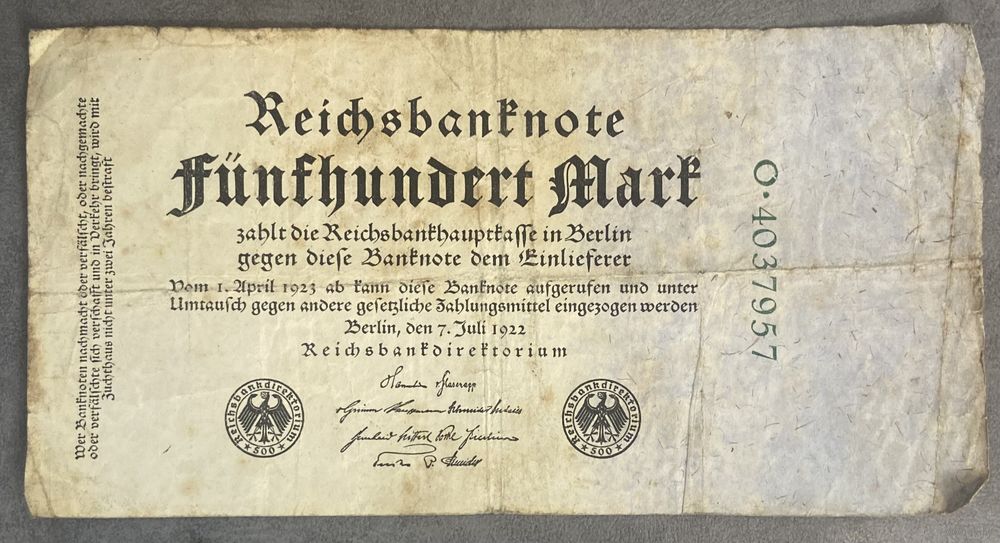 Reichsbanknote
Fünfhundert Mark
zahlt die Reichsbankhauptkasse in Berlin
gegen diese Banknote dem Einlieferer
Vom 1. April 1923 ab kann diese Banknote aufgerufen und unter
Umtausch gegen andere gesetzliche Zahlungsmittel eingezogen werden
Berlin, den 7. Juli 1922
Reichsbankdirektorium
Reichsbankdirektorium
500
Reichsbankdirektorium
500
Wer Banknoten nachmacht oder verfälscht, oder nachgemachte
oder verfälschte sich verschafft und in Verkehr bringt, wird mit
Zuchthaus nicht unter zwei Jahren bestraft
O·4037957